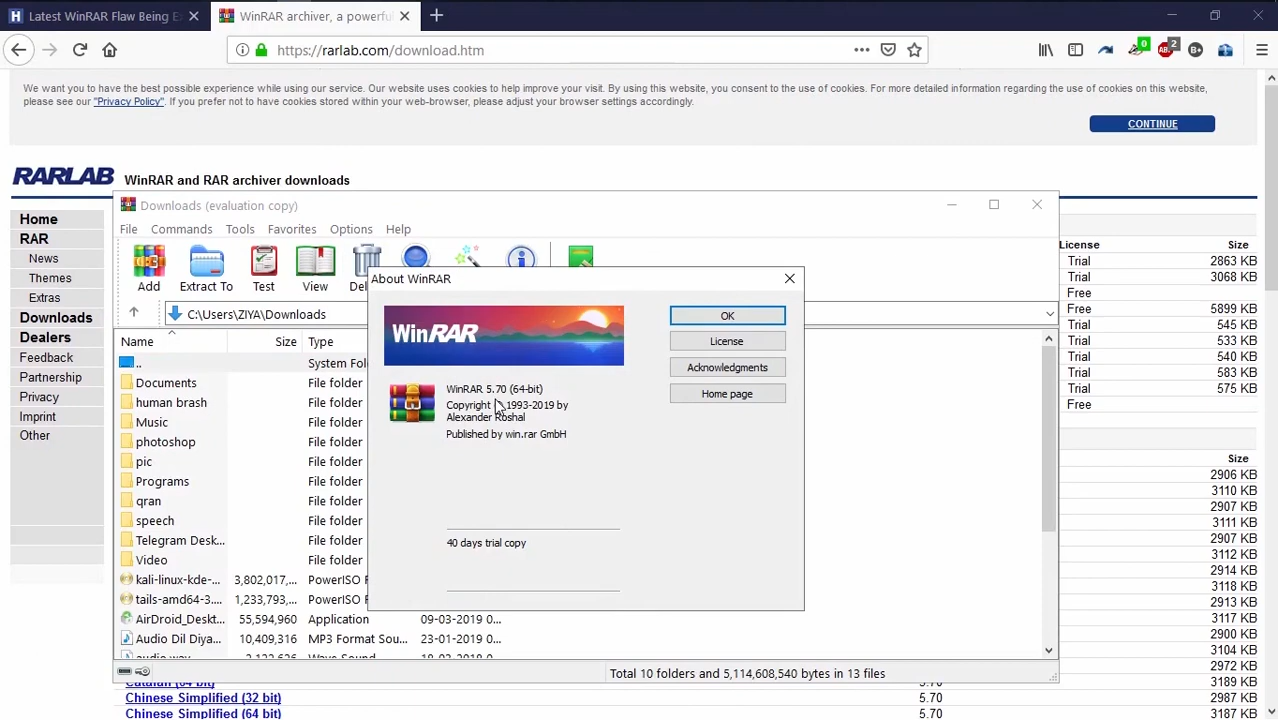 Latest WinRAR Flaw Being E
WinRAR archiver, a powerful
https://rarlab.com/download.htm
0
2
We want you to have the best possible experience while using our service. Our website uses cookies to help improve your visit. By using this website, you consent to the use of cookies. For more detailed information regarding the use of cookies on this website,
please see our "Privacy Policy". If you prefer not to have cookies stored within your web-browser, please adjust your browser settings accordingly.
CONTINUE
RARLAB
WinRAR and RAR archiver downloads
Home
RAR
News
Themes
Extras
Downloads
Dealers
Feedback
Partnership
Privacy
Imprint
Other
Downloads (evaluation copy)
File Commands Tools Favorites Options Help
Add Extract To Test View
C:\Users\ZIYA\Downloads
Name Size Type
.. System Fold
Documents File folder
human brash File folder
Music File folder
photoshop File folder
pic File folder
Programs File folder
qran File folder
speech File folder
Telegram Desk... File folder
Video File folder
kali-linux-kde-... 3,802,017,... PowerISO F
tails-amd64-3.... 1,233,793,... PowerISO F
AirDroid_Deskt... 55,594,960 Application 09-03-2019 0...
Audio Dil Diya... 10,409,316 MP3 Format Sou... 23-01-2019 0...
Total 10 folders and 5,114,608,540 bytes in 13 files
About WinRAR
WinRAR
WinRAR 5.70 (64-bit)
Copyright 1993-2019 by
Alexander Roshal
Published by win.rar GmbH
40 days trial copy
OK
License
Acknowledgments
Home page
License Size
Trial 2863 KB
Trial 3068 KB
Free
Free 5899 KB
Trial 545 KB
Trial 533 KB
Trial 540 KB
Trial 583 KB
Trial 575 KB
Free
Size
2906 KB
3110 KB
2907 KB
3111 KB
2907 KB
3112 KB
2914 KB
3118 KB
2913 KB
3117 KB
2900 KB
3104 KB
2972 KB
Catalan (64 bit) 5.70 3189 KB
Chinese Simplified (32 bit) 5.70 2987 KB
Chinese Simplified (64 bit) 5.70 3187 KB